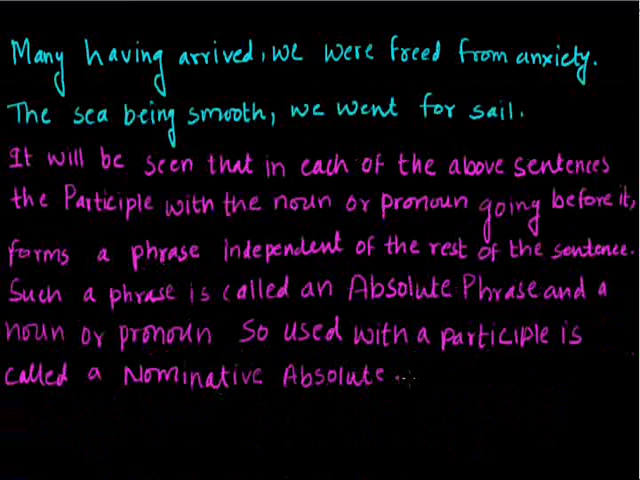 Many having arrived, we were freed from anxiety.
The sea being smooth, we went for sail.
It will be seen that in each of the above sentences
the Participle with the noun or pronoun going before it,
forms a phrase independent of the rest of the sentence.
Such a phrase is called an Absolute Phrase and a
noun or pronoun so used with a participle is
called a Nominative Absolute ..